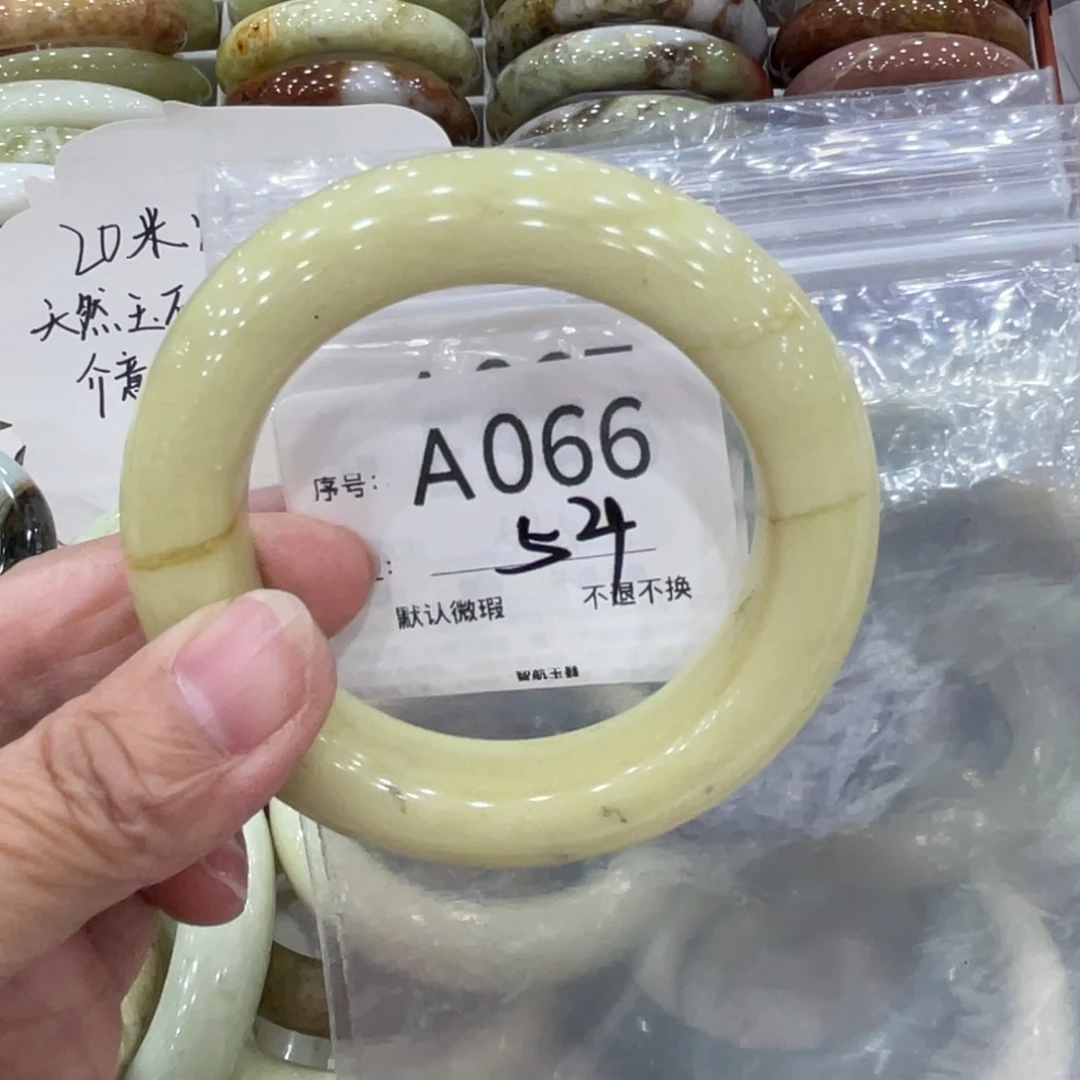 20米
天然玉石
介意
序号: A066
54
默认微瑕 不退不换